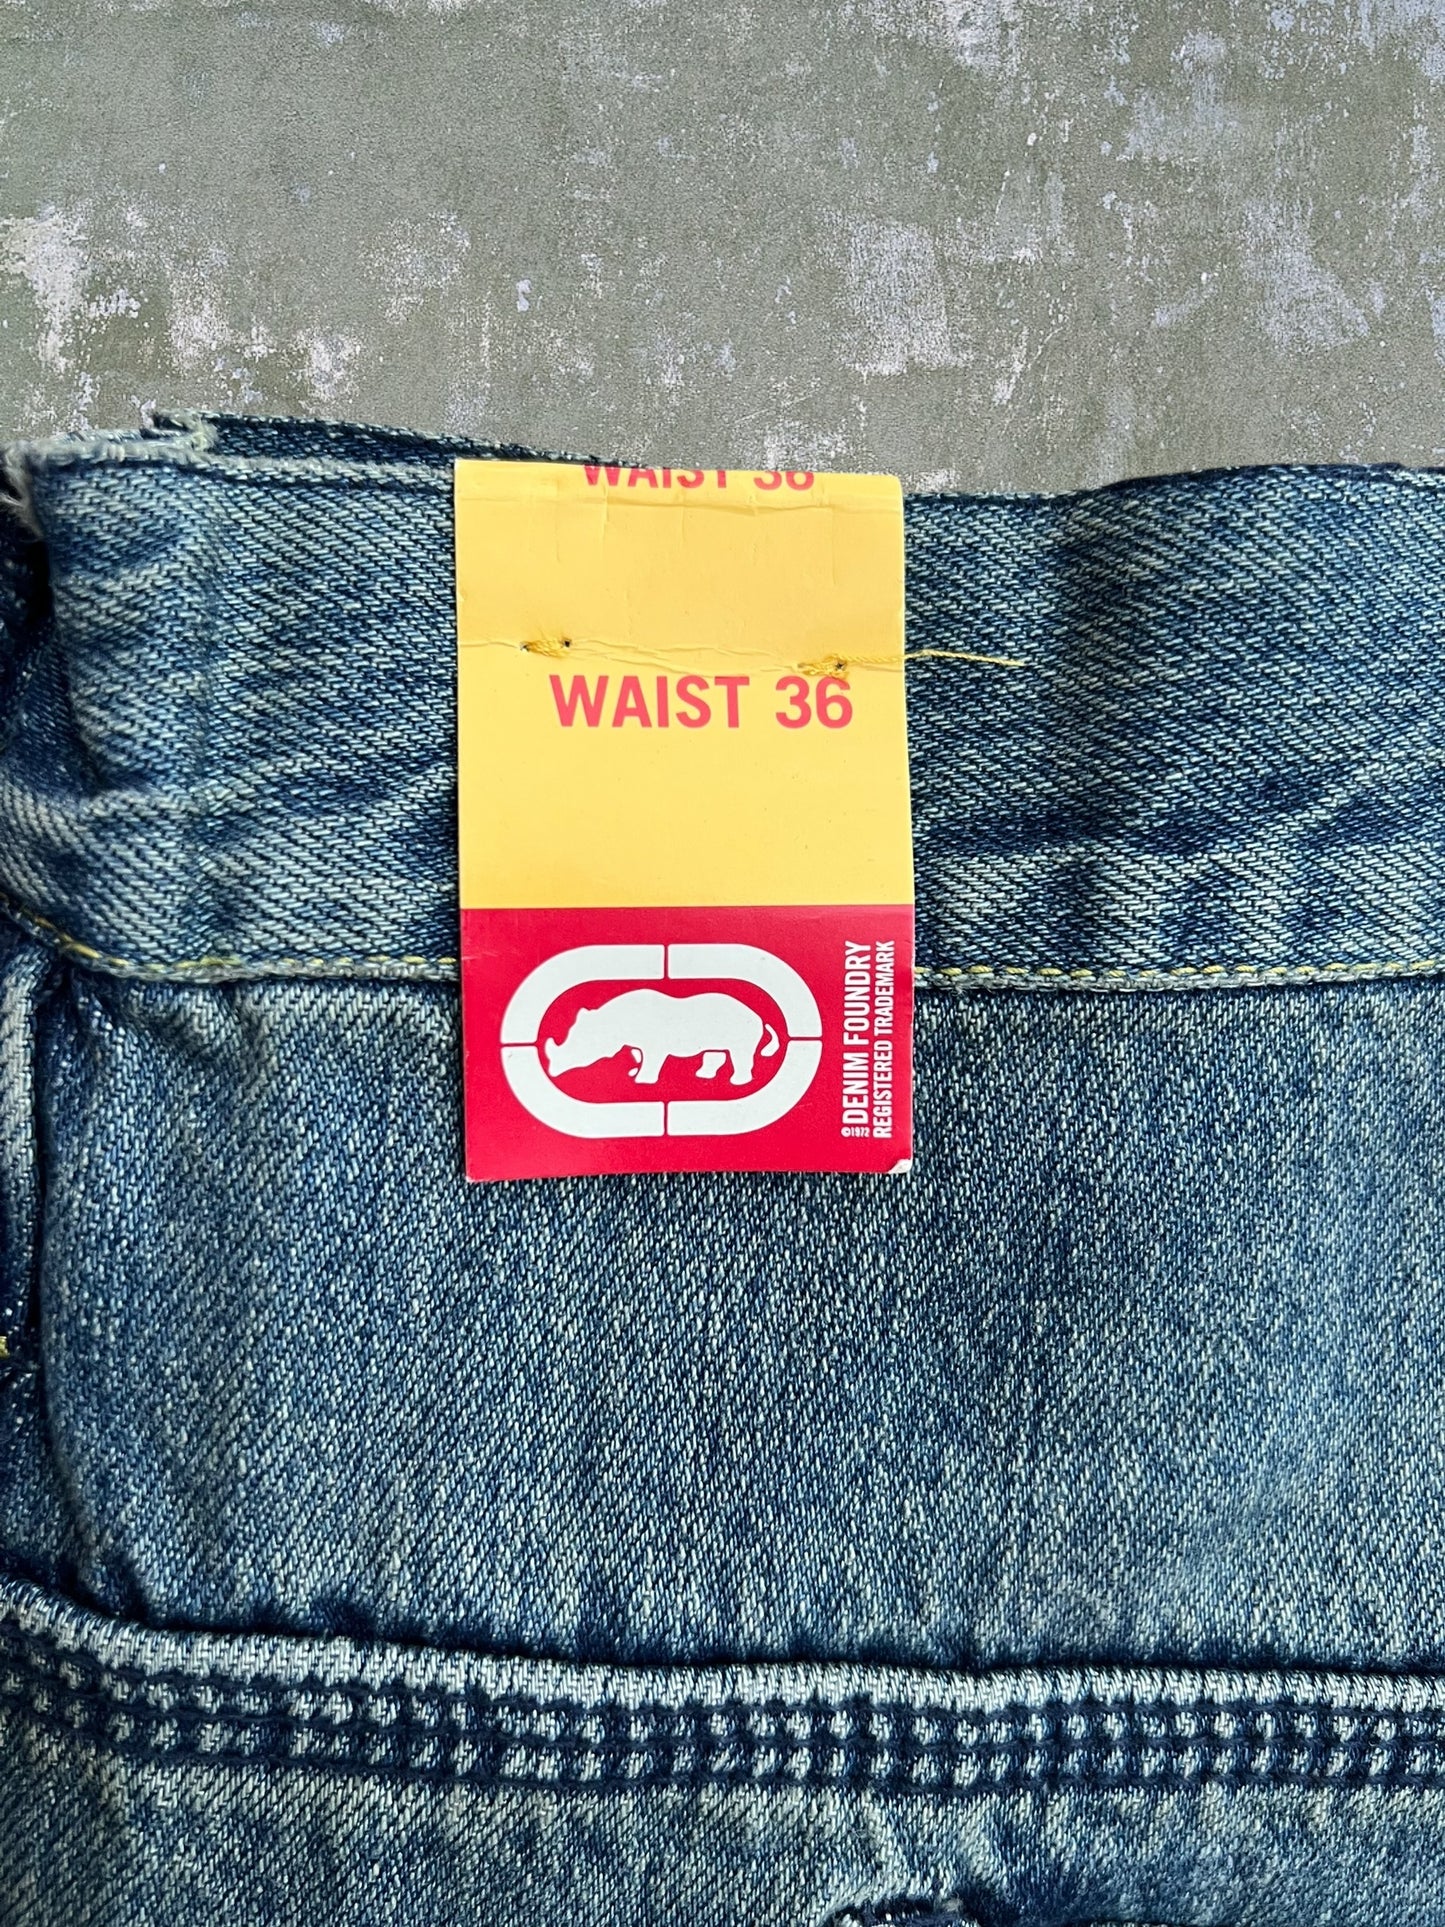 WAIST 36
WAIST 36
©1972 DENIM FOUNDRY
REGISTERED TRADEMARK